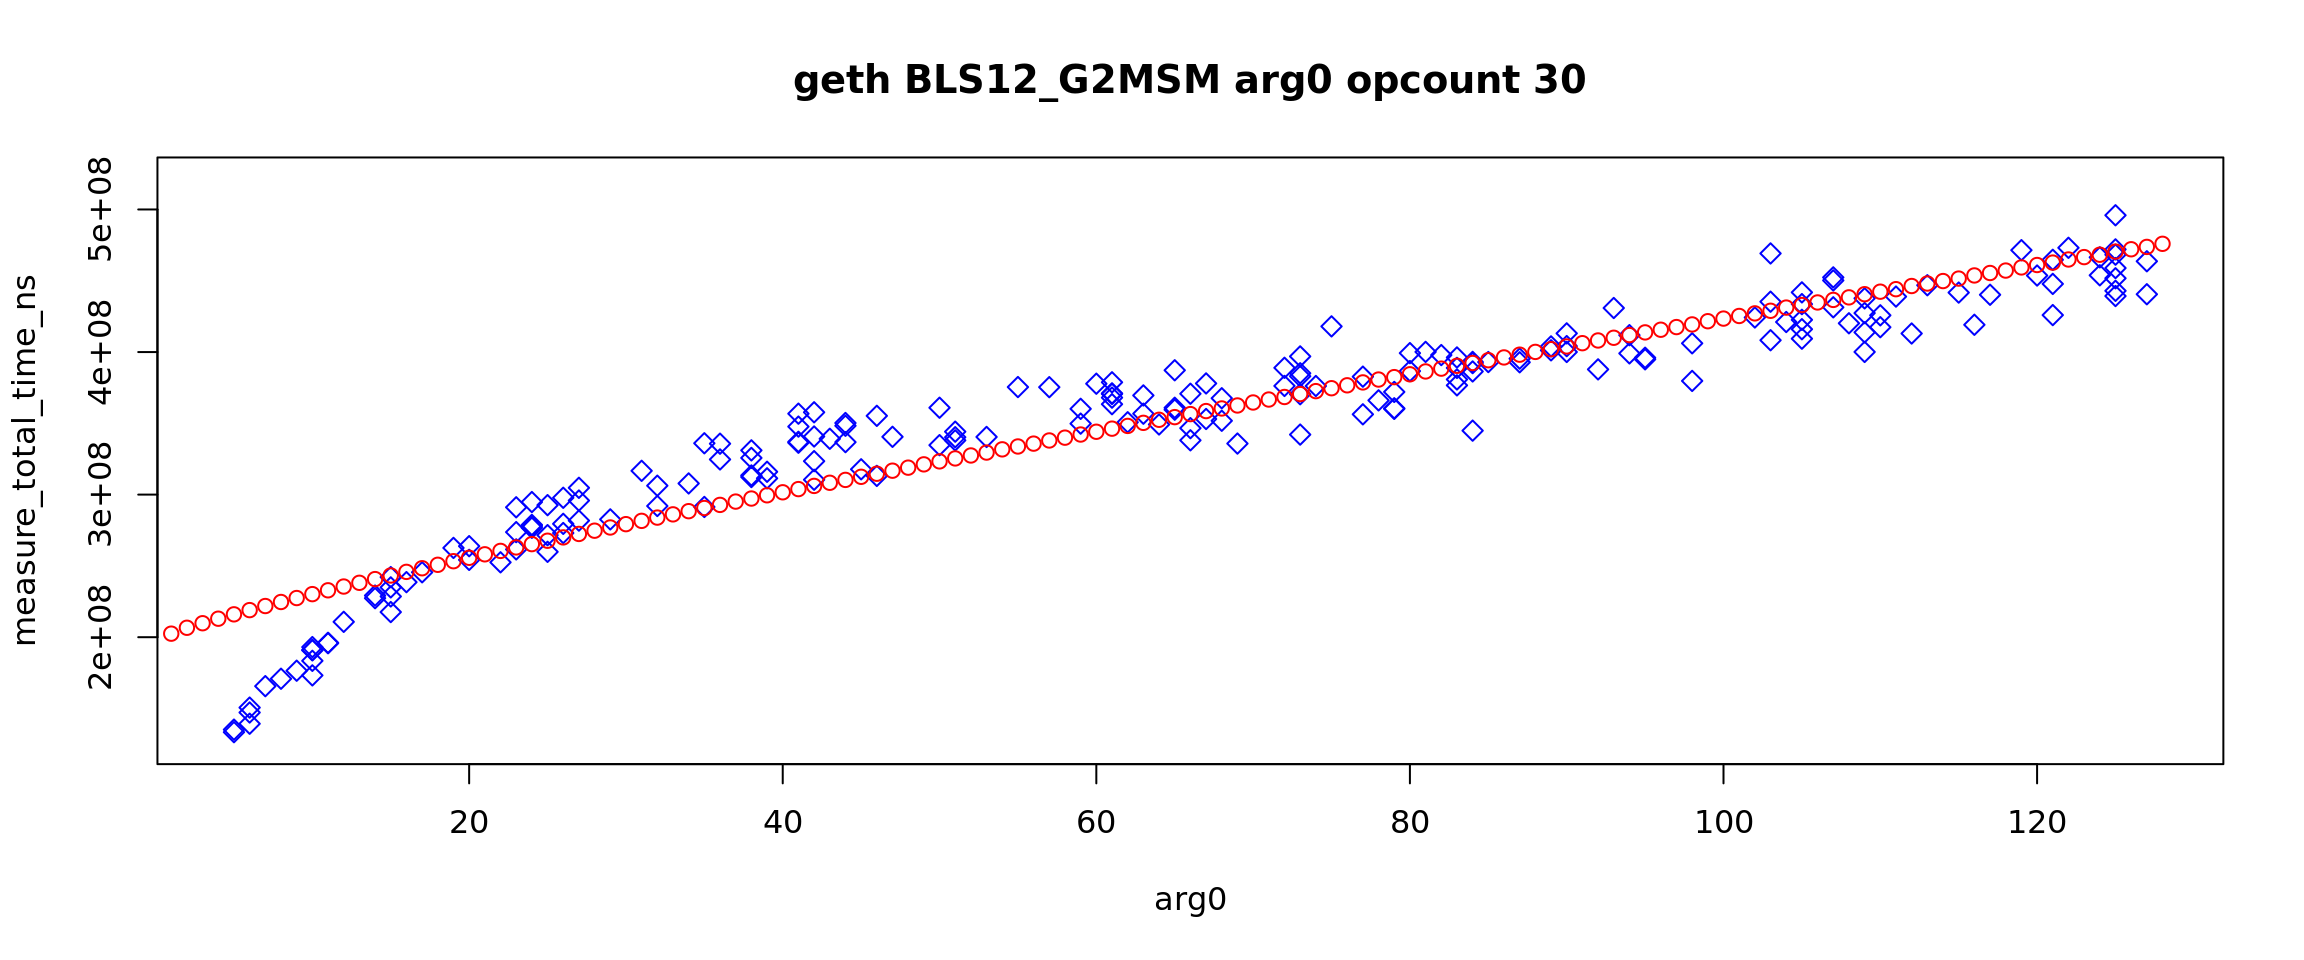 geth BLS12_G2MSM arg0 opcount 30
measure_total_time_ns
5e+08
4e+08
3e+08
2e+08
20 40 60 80 100 120
arg0